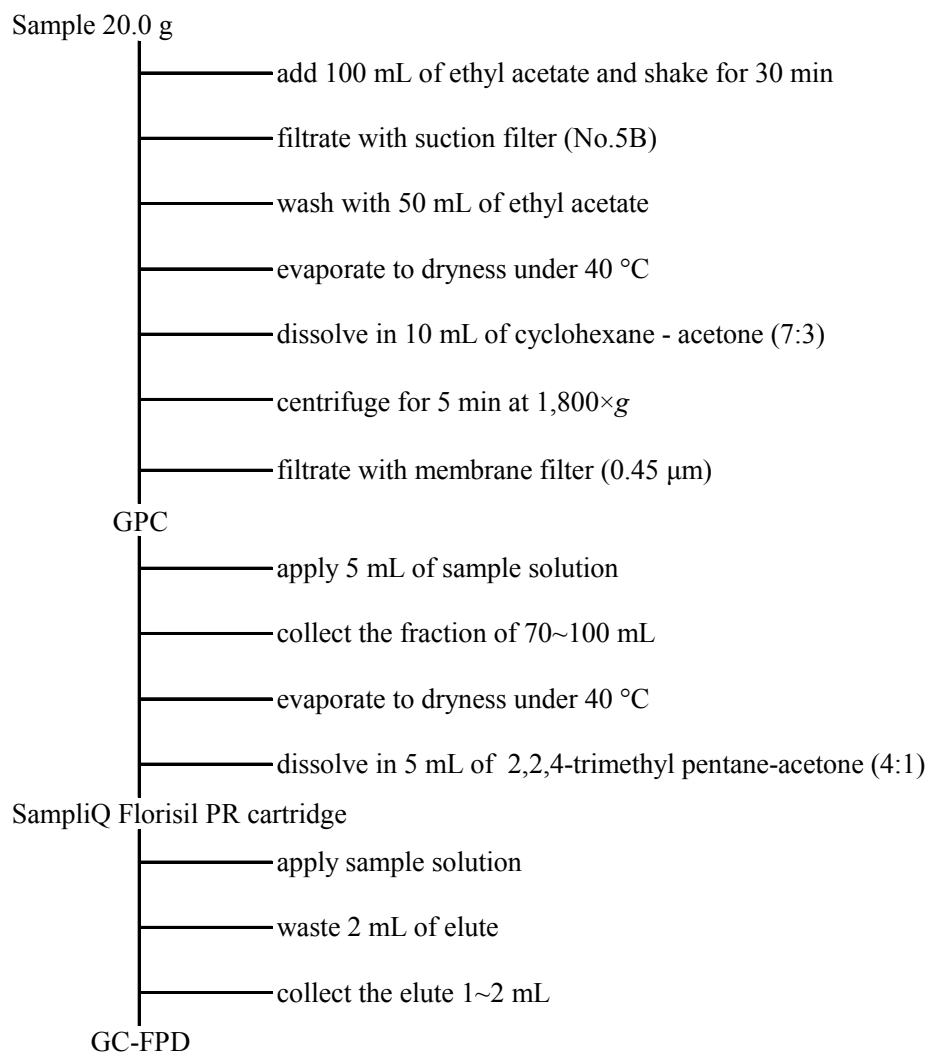 Sample 20.0 g
add 100 mL of ethyl acetate and shake for 30 min
filtrate with suction filter (No.5B)
wash with 50 mL of ethyl acetate
evaporate to dryness under 40 °C
dissolve in 10 mL of cyclohexane - acetone (7:3)
centrifuge for 5 min at 1,800×g
filtrate with membrane filter (0.45 μm)
GPC
apply 5 mL of sample solution
collect the fraction of 70~100 mL
evaporate to dryness under 40 °C
dissolve in 5 mL of 2,2,4-trimethyl pentane-acetone (4:1)
SampliQ Florisil PR cartridge
apply sample solution
waste 2 mL of elute
collect the elute 1~2 mL
GC-FPD